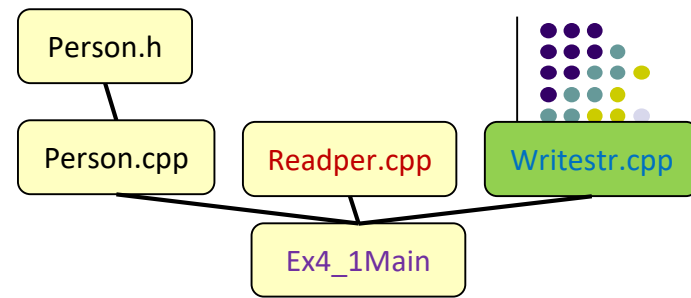 Person.h
Person.cpp
Readper.cpp
Writestr.cpp
Ex4_1Main